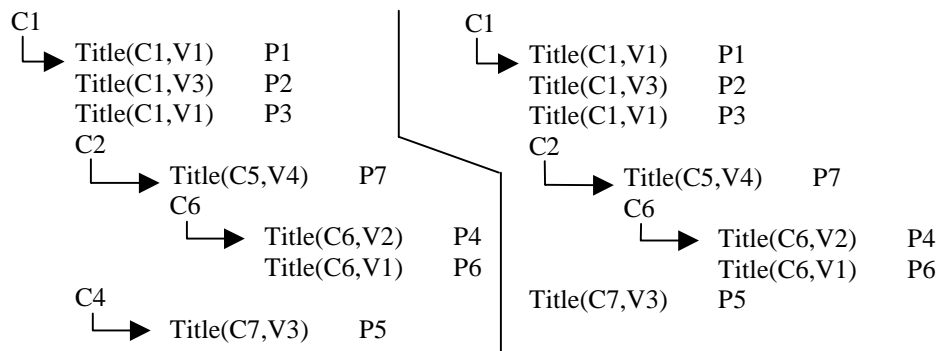 C1
Title(C1,V1) P1
Title(C1,V3) P2
Title(C1,V1) P3
C2
Title(C5,V4) P7
C6
Title(C6,V2) P4
Title(C6,V1) P6
C4
Title(C7,V3) P5
C1
Title(C1,V1) P1
Title(C1,V3) P2
Title(C1,V1) P3
C2
Title(C5,V4) P7
C6
Title(C6,V2) P4
Title(C6,V1) P6
Title(C7,V3) P5